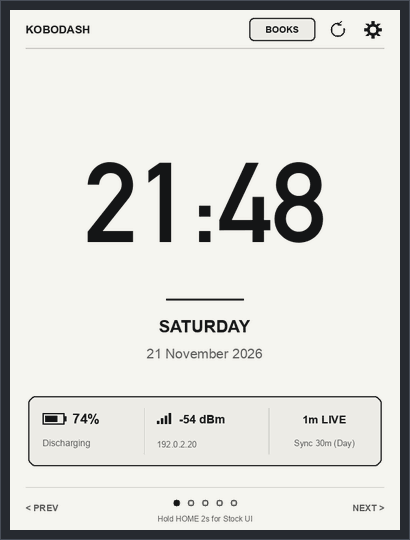 KOBODASH BOOKS
21:48
SATURDAY
21 November 2026
74% -54 dBm 1m LIVE
Discharging 192.0.2.20 Sync 30m (Day)
< PREV NEXT >
Hold HOME 2s for Stock UI